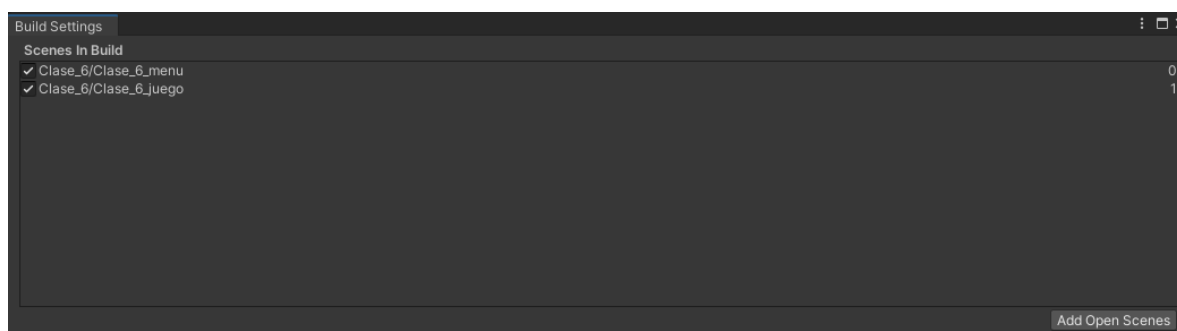 Build Settings
Scenes In Build
Clase_6/Clase_6_menu 0
Clase_6/Clase_6_juego 1
Add Open Scenes